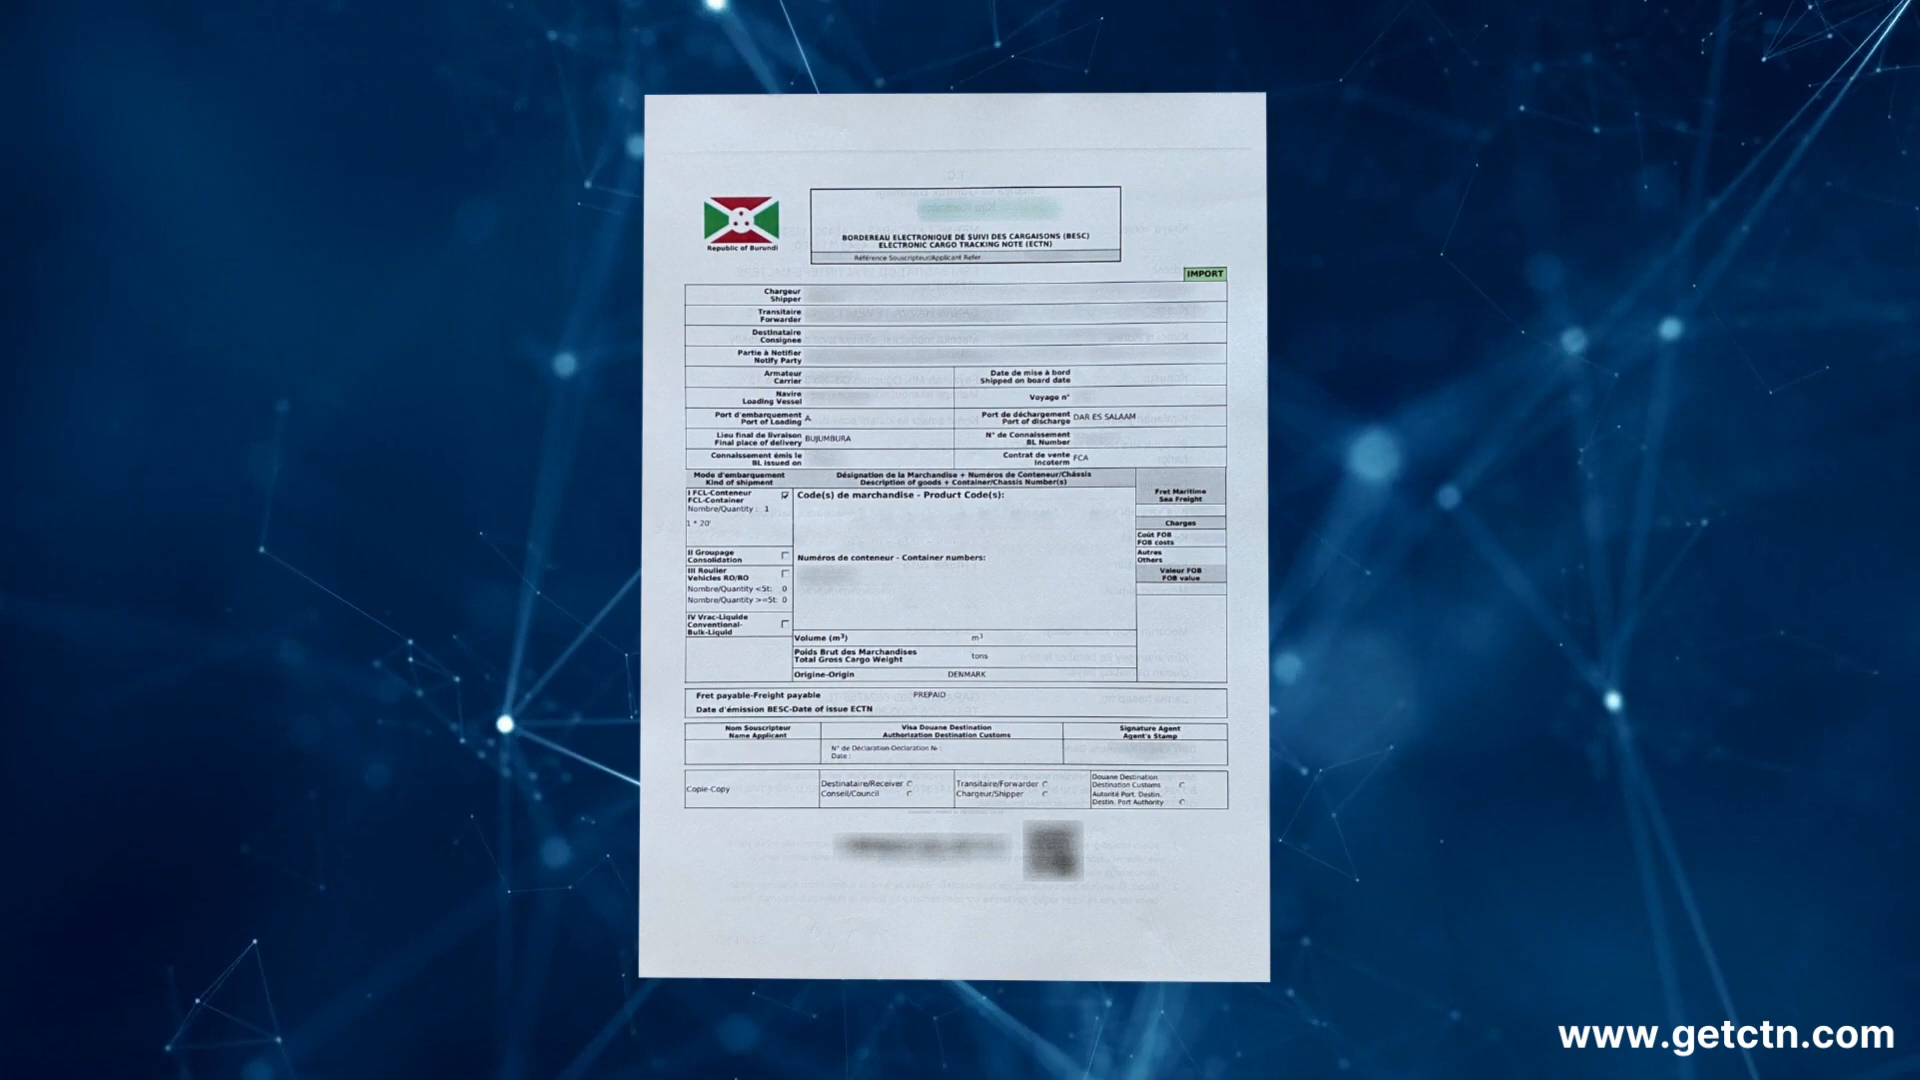 Republic of Burundi
BORDEREAU ELECTRONIQUE DE SUIVI DES CARGAISONS (BESC)
ELECTRONIC CARGO TRACKING NOTE (ECTN)
Référence Souscripteur/Applicant Refer.
IMPORT
Chargeur
Shipper
Transitaire
Forwarder
Destinataire
Consignee
Partie à Notifier
Notify Party
Armateur
Carrier
Date de mise à bord
Shipped on board date
Navire
Loading Vessel
Voyage n°
Port d'embarquement
Port of Loading
A
Port de déchargement
Port of discharge
DAR ES SALAAM
Lieu final de livraison
Final place of delivery
BUJUMBURA
N° de Connaissement
BL Number
Connaissement émis le
BL issued on
Contrat de vente
Incoterm
FCA
Mode d'embarquement
Kind of shipment
Désignation de la Marchandise + Numéros de Conteneur/Châssis
Description of goods + Container/Chassis Number(s)
I FCL-Conteneur
FCL-Container
Nombre/Quantity : 1
1 * 20'
Code(s) de marchandise - Product Code(s):
Fret Maritime
Sea Freight
Charges
Coût FOB
FOB costs
Autres
Others
Valeur FOB
FOB value
II Groupage
Consolidation
Numéros de conteneur - Container numbers:
III Roulier
Vehicles RO/RO
Nombre/Quantity <5t: 0
Nombre/Quantity >=5t: 0
IV Vrac-Liquide
Conventional-
Bulk-Liquid
Volume (m³) m³
Poids Brut des Marchandises
Total Gross Cargo Weight
tons
Origine-Origin DENMARK
Fret payable-Freight payable PREPAID
Date d'émission BESC-Date of issue ECTN
Nom Souscripteur
Name Applicant
Visa Douane Destination
Authorization Destination Customs
Signature Agent
Agent's Stamp
N° de Déclaration-Declaration № :
Date :
Copie-Copy
Destinataire/Receiver
Conseil/Council
Transitaire/Forwarder
Chargeur/Shipper
Douane Destination
Destination Customs
Autorité Port. Destin.
Destin. Port Authority
www.getctn.com